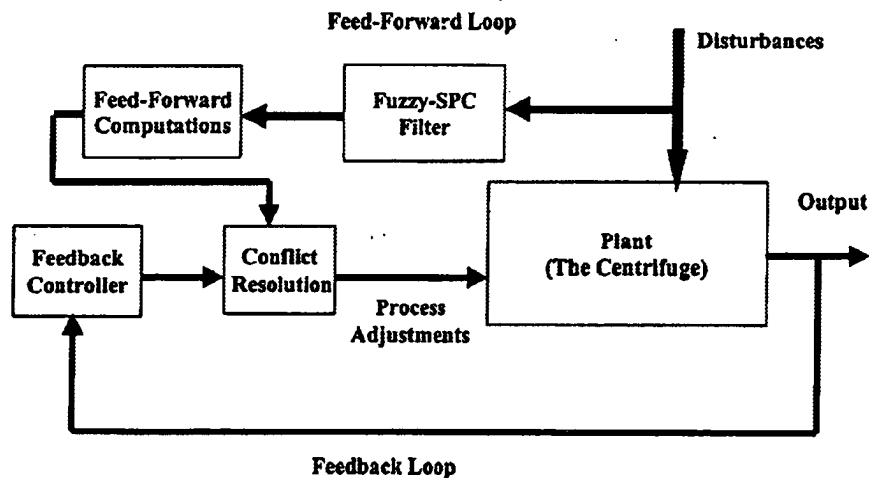 Feed-Forward Loop
Disturbances
Feed-Forward
Computations
Fuzzy-SPC
Filter
Output
Plant
(The Centrifuge)
Feedback
Controller
Conflict
Resolution
Process
Adjustments
Feedback Loop